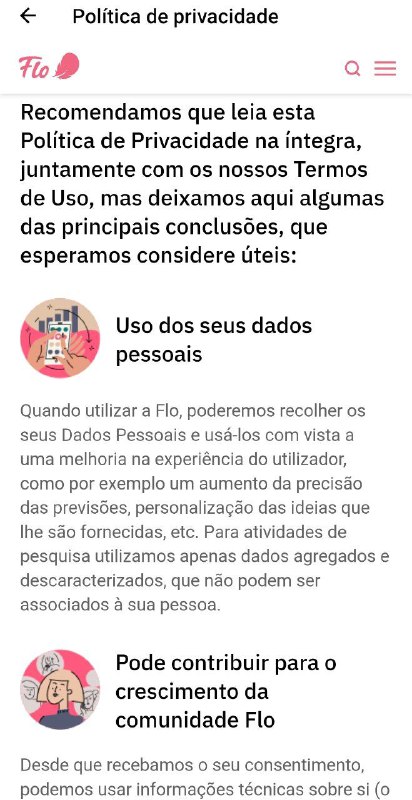 Política de privacidade
Flo
Recomendamos que leia esta
Política de Privacidade na íntegra,
juntamente com os nossos Termos
de Uso, mas deixamos aqui algumas
das principais conclusões, que
esperamos considere úteis:
Uso dos seus dados
pessoais
Quando utilizar a Flo, poderemos recolher os
seus Dados Pessoais e usá-los com vista a
uma melhoria na experiência do utilizador,
como por exemplo um aumento da precisão
das previsões, personalização das ideias que
lhe são fornecidas, etc. Para atividades de
pesquisa utilizamos apenas dados agregados e
descaracterizados, que não podem ser
associados à sua pessoa.
Pode contribuir para o
crescimento da
comunidade Flo
Desde que recebamos o seu consentimento,
podemos usar informações técnicas sobre si (o